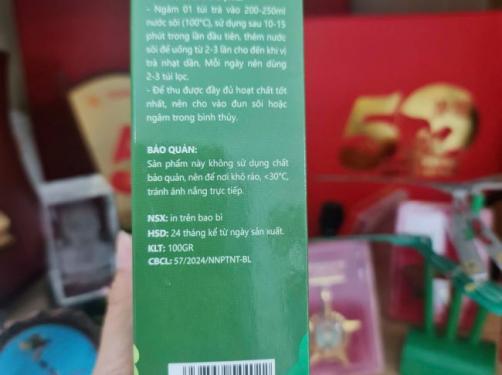 - Ngâm 01 túi trà vào 200-250ml
nước sôi (100°C), sử dụng sau 10-15
phút trong lần đầu tiên, thêm nước
sôi để uống từ 2-3 lần cho đến khi vị
trà nhạt dần. Mỗi ngày nên dùng
2-3 túi lọc.
- Để thu được đầy đủ hoạt chất tốt
nhất, nên cho vào đun sôi hoặc
ngâm trong bình thủy.
BẢO QUẢN:
Sản phẩm này không sử dụng chất
bảo quản, nên để nơi khô ráo, <30°C,
tránh ánh nắng trực tiếp.
NSX: in trên bao bì
HSD: 24 tháng kể từ ngày sản xuất.
KLT: 100GR
CBCL: 57/2024/NNPTNT-BL